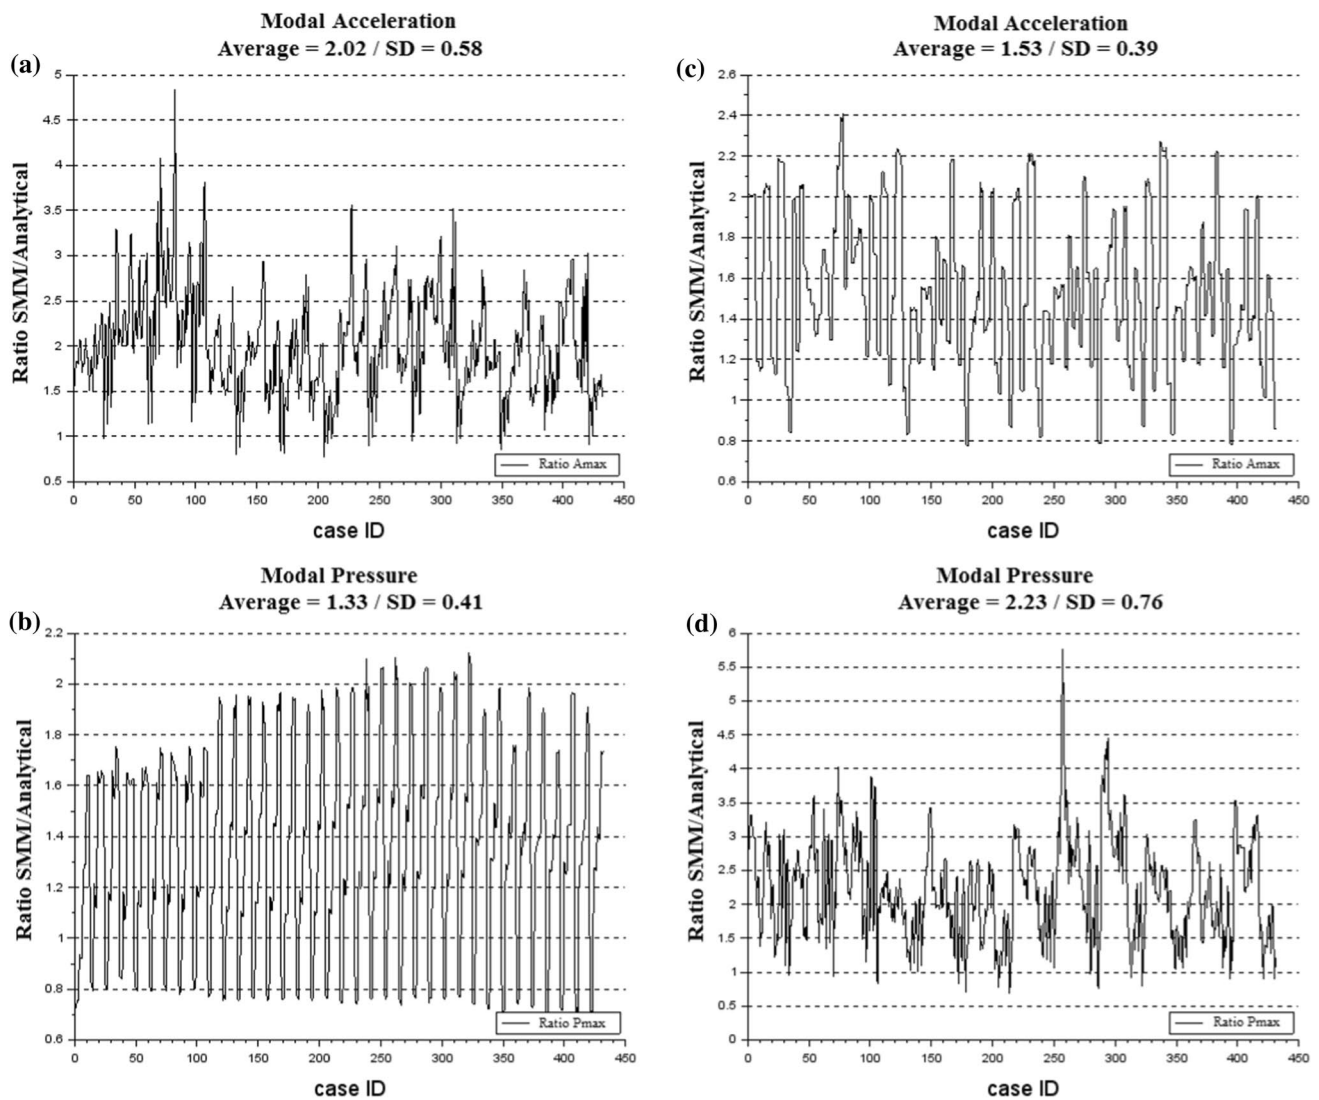 (a)
Modal Acceleration
Average = 2.02 / SD = 0.58
Ratio SMM/Analytical
5
4.5
4
3.5
3
2.5
2
1.5
1
0.5
Ratio Amax
0 50 100 150 200 250 300 350 400 450
case ID
(c)
Modal Acceleration
Average = 1.53 / SD = 0.39
Ratio SMM/Analytical
2.6
2.4
2.2
2
1.8
1.6
1.4
1.2
1
0.8
0.6
Ratio Amax
0 50 100 150 200 250 300 350 400 450
case ID
(b)
Modal Pressure
Average = 1.33 / SD = 0.41
Ratio SMM/Analytical
2.2
2
1.8
1.6
1.4
1.2
1
0.8
0.6
Ratio Pmax
0 50 100 150 200 250 300 350 400 450
case ID
(d)
Modal Pressure
Average = 2.23 / SD = 0.76
Ratio SMM/Analytical
6
5.5
5
4.5
4
3.5
3
2.5
2
1.5
1
0.5
0
Ratio Pmax
0 50 100 150 200 250 300 350 400 450
case ID